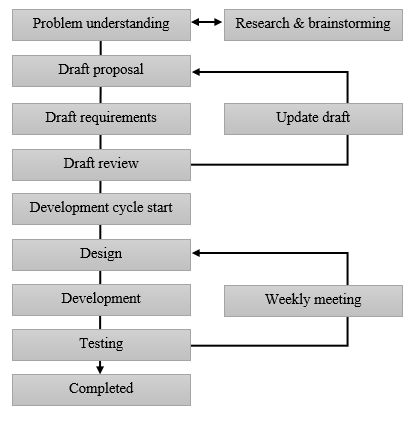 Problem understanding
Research & brainstorming
Draft proposal
Draft requirements
Update draft
Draft review
Development cycle start
Design
Development
Weekly meeting
Testing
Completed